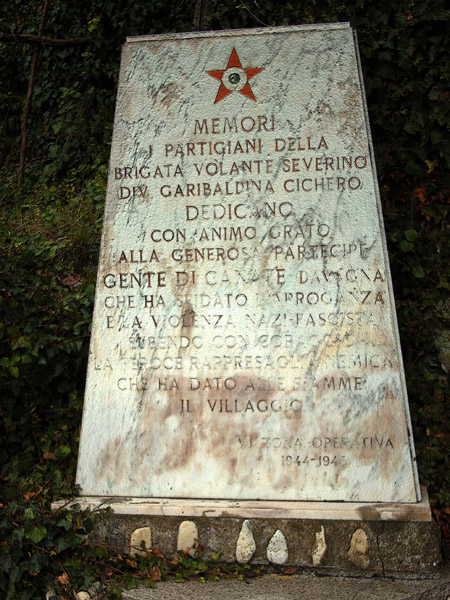 MEMORI
I PARTIGIANI DELLA
BRIGATA VOLANTE SEVERINO
DIV. GARIBALDINA CICHERO
DEDICANO
CON ANIMO GRATO
ALLA GENEROSA PARTECIPE
GENTE DI DAVAGNA
CHE HA SFIDATO L'ARROGANZA
E LA VIOLENZA NAZI-FASCISTA
SUBENDO CON CORAGGIO
LA FEROCE RAPPRESAGLIA NEMICA
CHE HA DATO ALLE FIAMME
IL VILLAGGIO
VI ZONA OPERATIVA
1944-1945